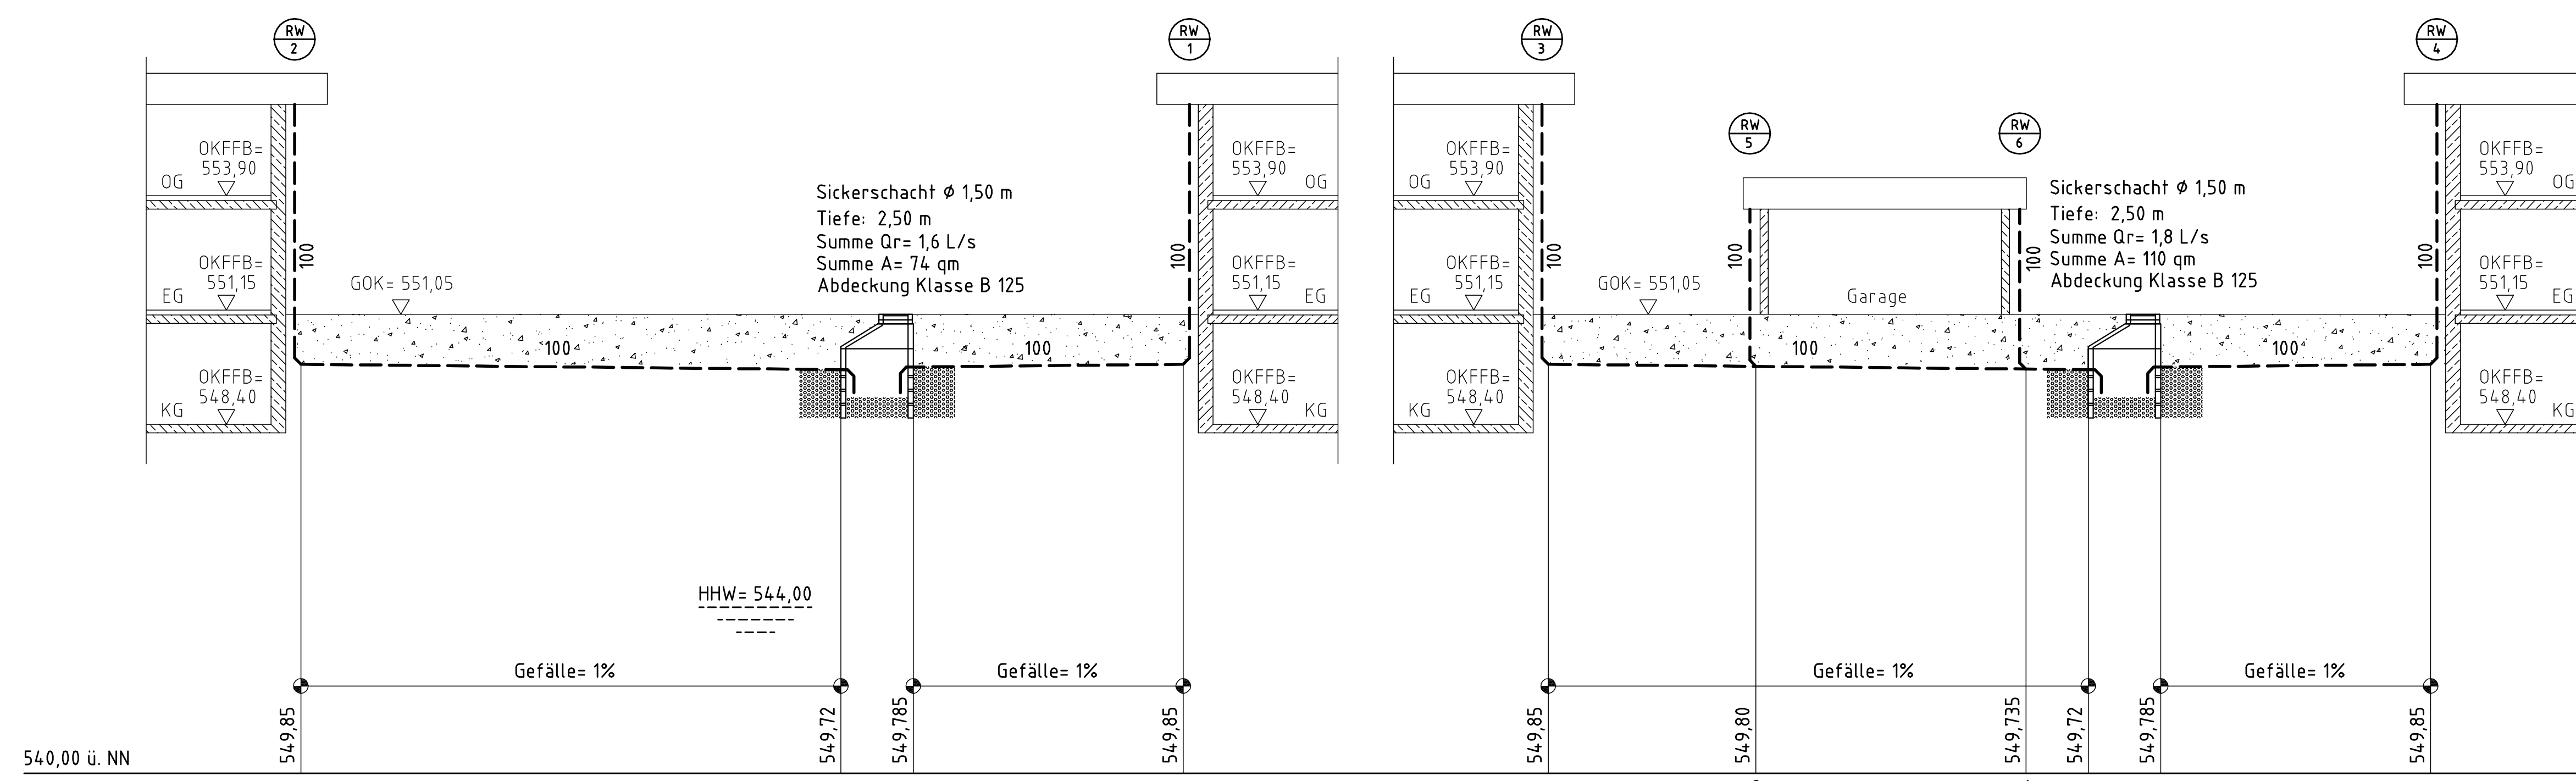 RW
2
RW
1
RW
3
RW
4
RW
5
RW
6
OKFFB=
553,90
OG
OKFFB=
551,15
EG
OKFFB=
548,40
KG
100
GOK= 551,05
Sickerschacht ϕ 1,50 m
Tiefe: 2,50 m
Summe Qr= 1,6 L/s
Summe A= 74 qm
Abdeckung Klasse B 125
100
100
100
OKFFB=
553,90
OG
OKFFB=
551,15
EG
OKFFB=
548,40
KG
OKFFB=
553,90
OG
OKFFB=
551,15
EG
OKFFB=
548,40
KG
100
GOK= 551,05
100
Garage
100
Sickerschacht ϕ 1,50 m
Tiefe: 2,50 m
Summe Qr= 1,8 L/s
Summe A= 110 qm
Abdeckung Klasse B 125
100
100
100
OKFFB=
553,90
OG
OKFFB=
551,15
EG
OKFFB=
548,40
KG
HHW= 544,00
Gefälle= 1%
Gefälle= 1%
Gefälle= 1%
Gefälle= 1%
549,85
549,72
549,785
549,85
549,85
549,80
549,735
549,72
549,785
549,85
540,00 ü. NN